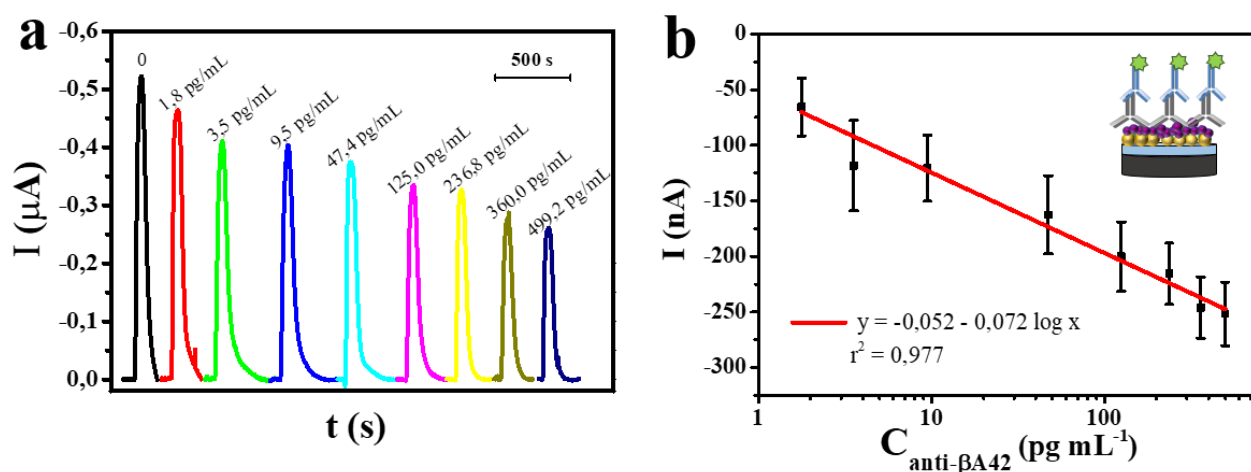 a
-0,6
-0,5
-0,4
-0,3
-0,2
-0,1
0,0
I (µA)
t (s)
0
1,8 pg/mL
3,5 pg/mL
9,5 pg/mL
47,4 pg/mL
125,0 pg/mL
236,8 pg/mL
360,0 pg/mL
499,2 pg/mL
500 s
b
0
-50
-100
-150
-200
-250
-300
I (nA)
y = -0,052 - 0,072 log x
r² = 0,977
1
10
100
C anti-βA42 (pg mL⁻¹)